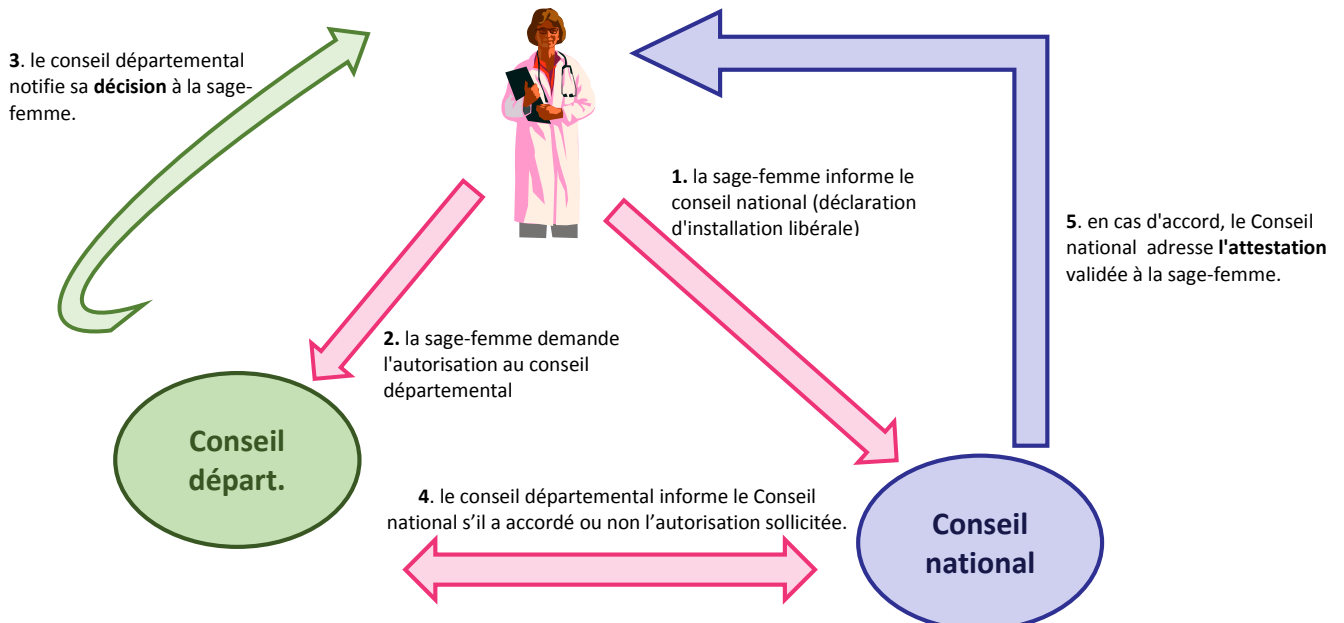 3. le conseil départemental
notifie sa décision à la sage-
femme.
1. la sage-femme informe le
conseil national (déclaration
d'installation libérale)
5. en cas d'accord, le Conseil
national adresse l'attestation
validée à la sage-femme.
2. la sage-femme demande
l'autorisation au conseil
départemental
Conseil
départ.
4. le conseil départemental informe le Conseil
national s’il a accordé ou non l’autorisation sollicitée.
Conseil
national